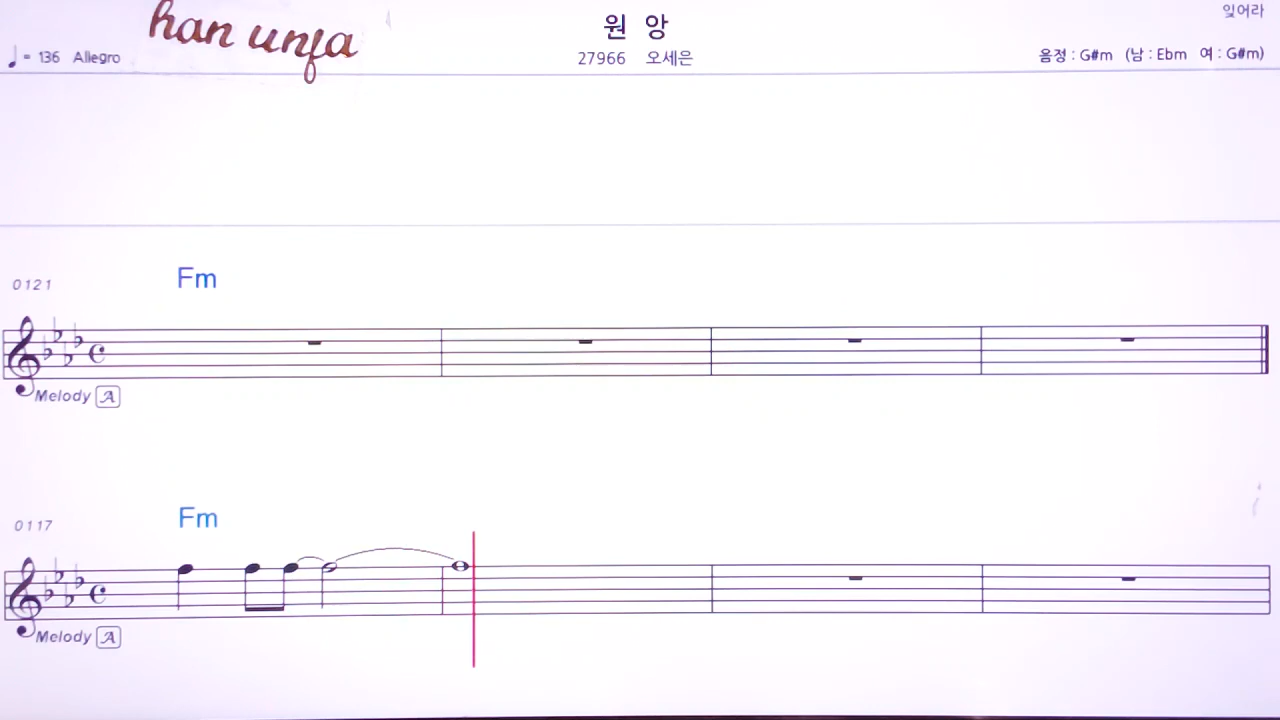 han unfa
원 앙
잊어라
♩ = 136 Allegro
27966 오세은
음정 : G#m (남 : Ebm 여 : G#m)
0121
Fm
Melody A
0117
Fm
Melody A